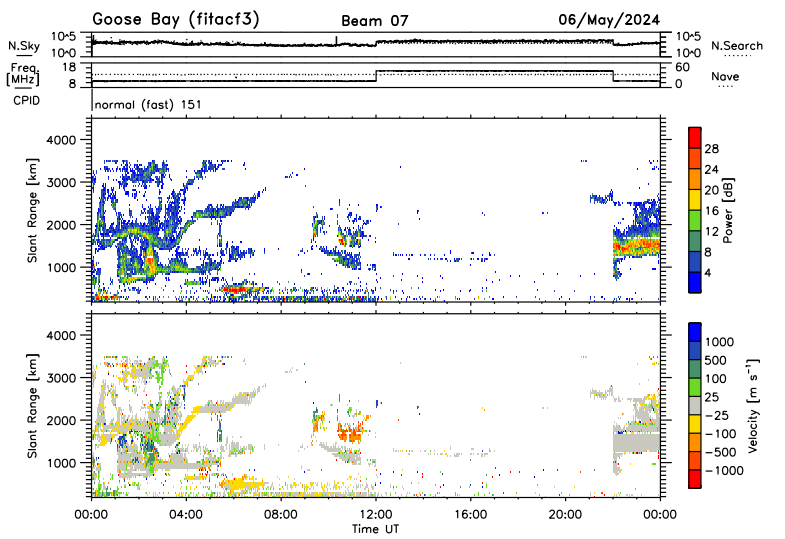 Goose Bay (fitacf3) Beam 07 06/May/2024
N.Sky 10^5 10^0 10^5 10^0 N.Search
Freq. [MHz] 18 8 60 0 Nave
CPID normal (fast) 151
Slant Range [km] 4000 3000 2000 1000
Power [dB] 28 24 20 16 12 8 4
Slant Range [km] 4000 3000 2000 1000
Velocity [m s⁻¹] 1000 500 100 25 −25 −100 −500 −1000
00:00 04:00 08:00 12:00 16:00 20:00 00:00
Time UT